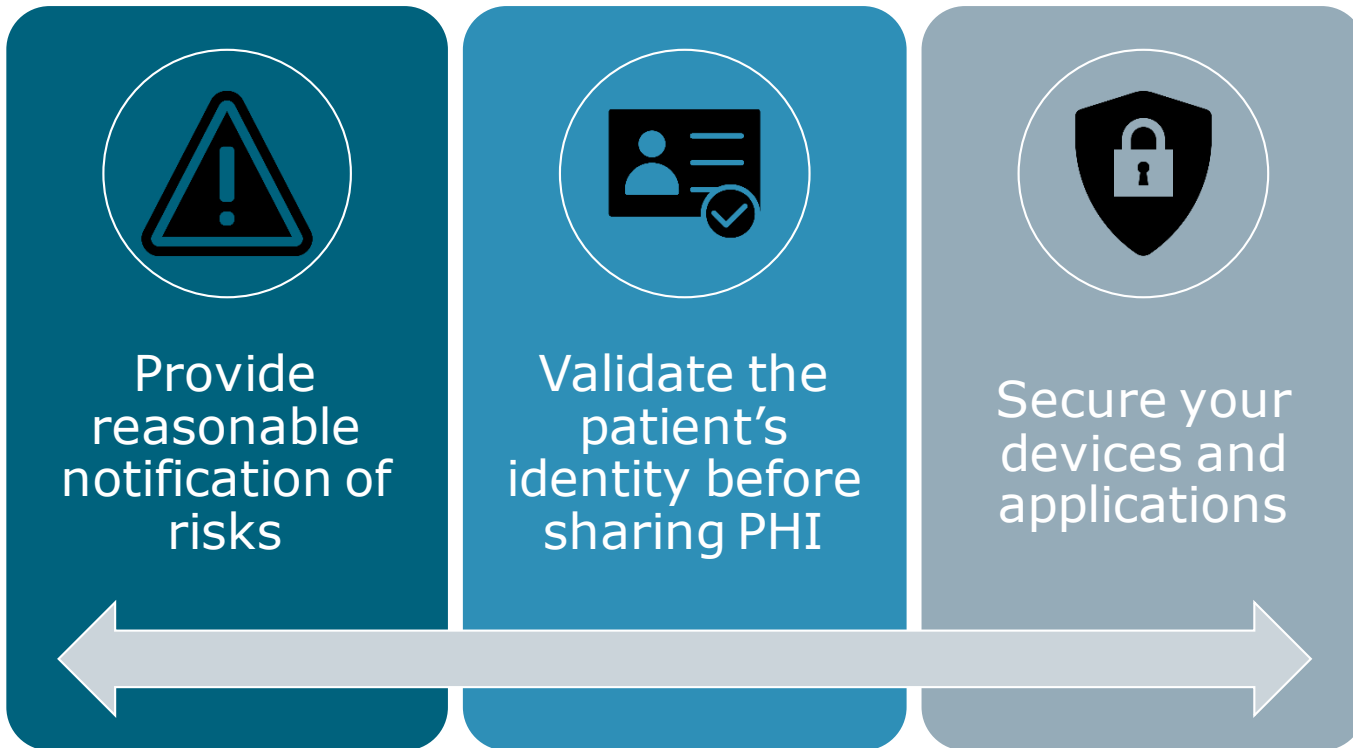 Provide
reasonable
notification of
risks
Validate the
patient’s
identity before
sharing PHI
Secure your
devices and
applications